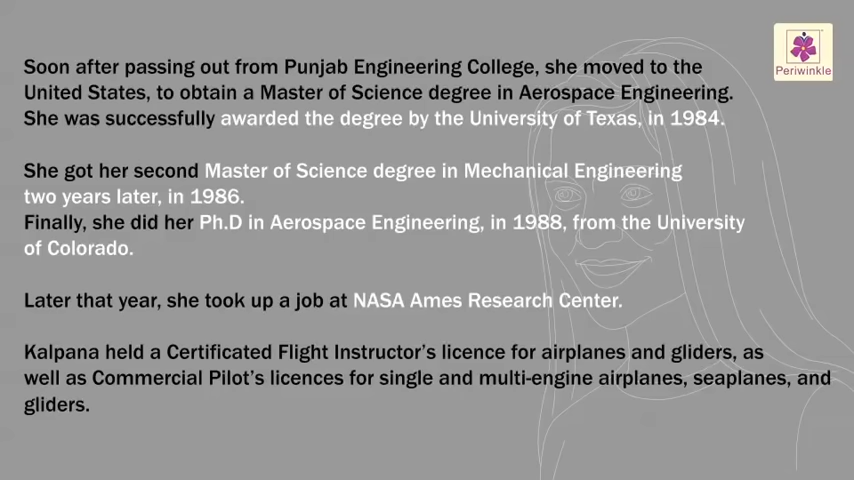 Periwinkle
Soon after passing out from Punjab Engineering College, she moved to the
United States, to obtain a Master of Science degree in Aerospace Engineering.
She was successfully awarded the degree by the University of Texas, in 1984.
She got her second Master of Science degree in Mechanical Engineering
two years later, in 1986.
Finally, she did her Ph.D in Aerospace Engineering, in 1988, from the University
of Colorado.
Later that year, she took up a job at NASA Ames Research Center.
Kalpana held a Certificated Flight Instructor’s licence for airplanes and gliders, as
well as Commercial Pilot’s licences for single and multi-engine airplanes, seaplanes, and
gliders.